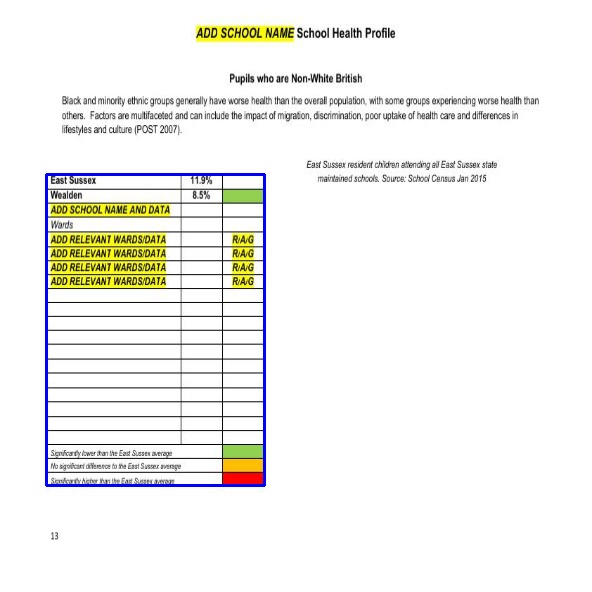 ADD SCHOOL NAME School Health Profile
Pupils who are Non-White British
Black and minority ethnic groups generally have worse health than the overall population, with some groups experiencing worse health than
others. Factors are multifaceted and can include the impact of migration, discrimination, poor uptake of health care and differences in
lifestyles and culture (POST 2007).
East Sussex resident children attending all East Sussex state
maintained schools. Source: School Census Jan 2015
East Sussex 11.9%
Wealden 8.5%
ADD SCHOOL NAME AND DATA
Wards
ADD RELEVANT WARDS/DATA R/A/G
ADD RELEVANT WARDS/DATA R/A/G
ADD RELEVANT WARDS/DATA R/A/G
ADD RELEVANT WARDS/DATA R/A/G
Significantly lower than the East Sussex average
No significant difference to the East Sussex average
Significantly higher than the East Sussex average
13